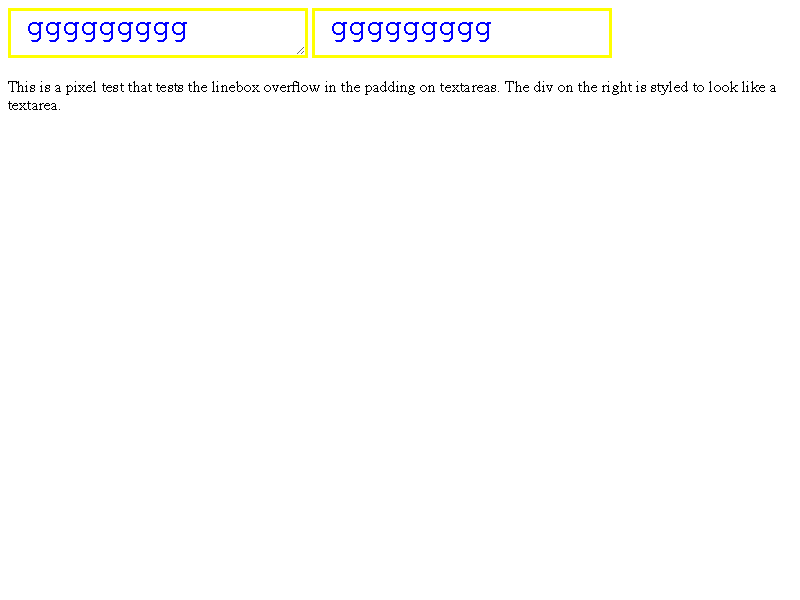 ggggggggg ggggggggg
This is a pixel test that tests the linebox overflow in the padding on textareas. The div on the right is styled to look like a
textarea.